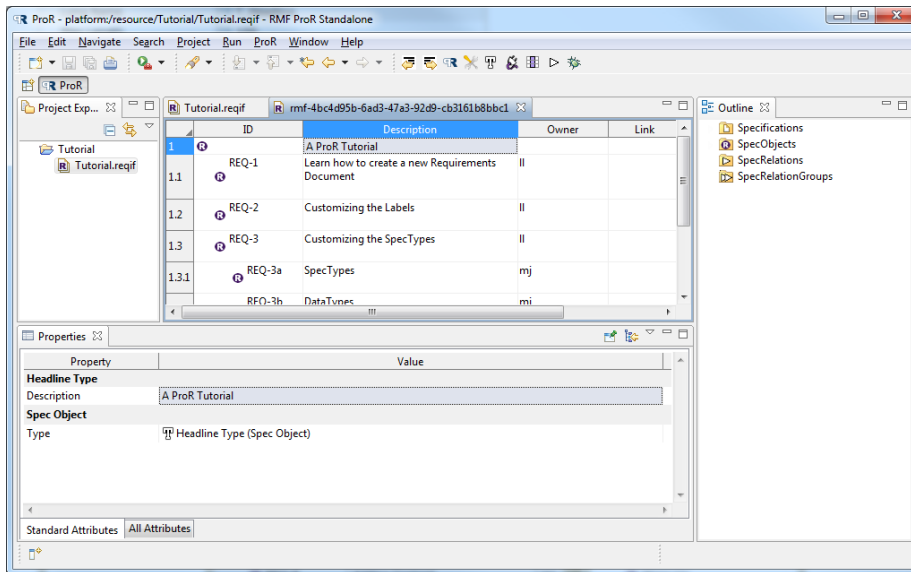 ProR - platform:/resource/Tutorial/Tutorial.reqif - RMF ProR Standalone
File Edit Navigate Search Project Run ProR Window Help
ProR
Project Exp...
Tutorial
Tutorial.reqif
Tutorial.reqif rmf-4bc4d95b-6ad3-47a3-92d9-cb3161b8bbc1
ID Description Owner Link
1 A ProR Tutorial
1.1 REQ-1 Learn how to create a new Requirements Document ll
1.2 REQ-2 Customizing the Labels ll
1.3 REQ-3 Customizing the SpecTypes ll
1.3.1 REQ-3a SpecTypes mj
REQ-3b DataTypes mj
Outline
Specifications
SpecObjects
SpecRelations
SpecRelationGroups
Properties
Property Value
Headline Type
Description A ProR Tutorial
Spec Object
Type Headline Type (Spec Object)
Standard Attributes All Attributes